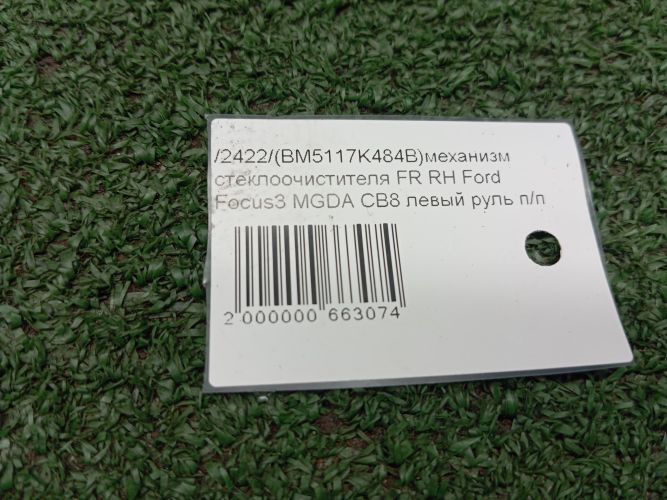 /2422/(BM5117K484B)механизм
стеклоочистителя FR RH Ford
Focus3 MGDA CB8 левый руль п/п
2 000000 663074